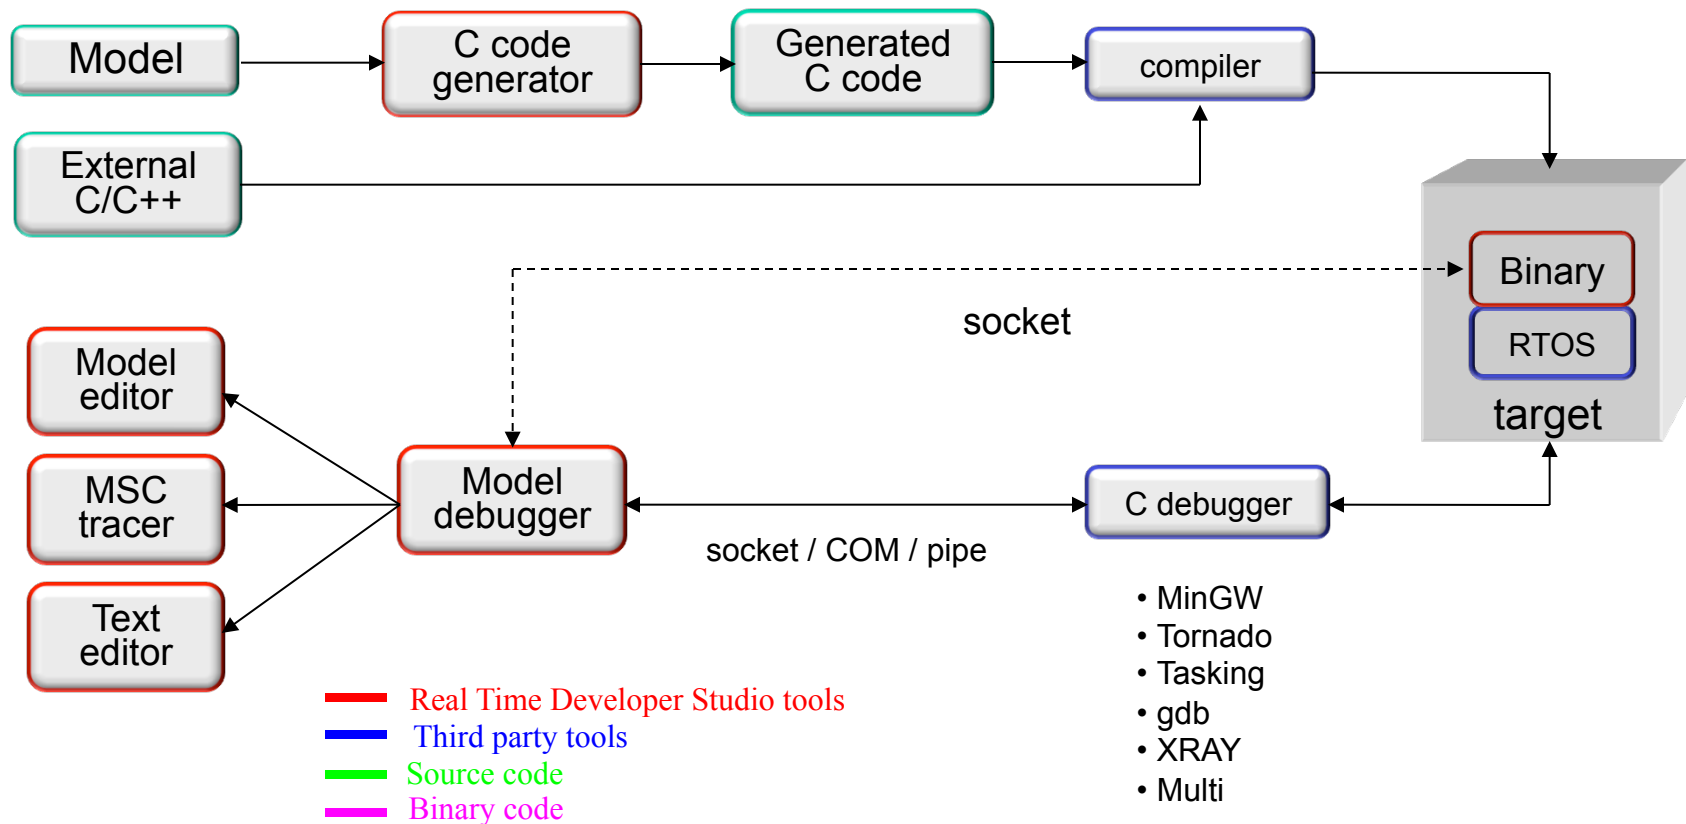 Model
C code
generator
Generated
C code
compiler
External
C/C++
Binary
socket
RTOS
Model
editor
target
MSC
tracer
Model
debugger
C debugger
socket / COM / pipe
Text
editor
• MinGW
• Tornado
• Tasking
• gdb
• XRAY
• Multi
Real Time Developer Studio tools
Third party tools
Source code
Binary code